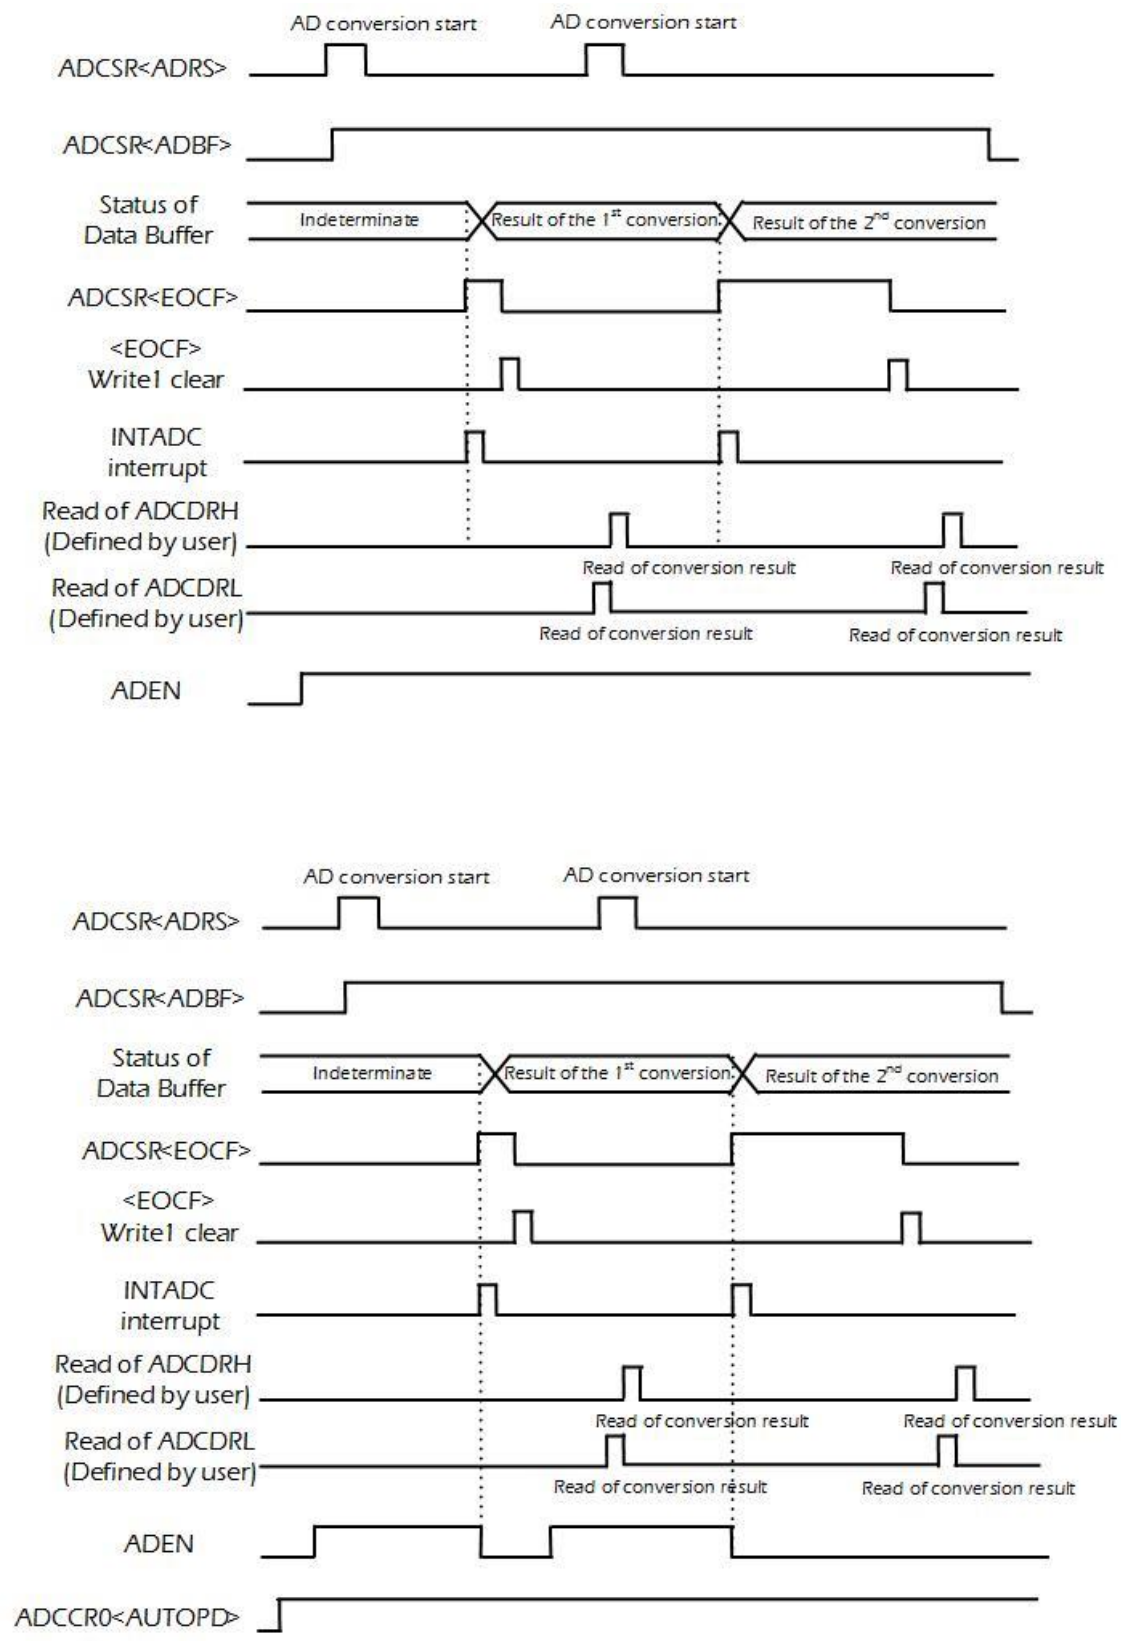 AD conversion start AD conversion start
ADCSR<ADRS>
ADCSR<ADBF>
Status of
Data Buffer
Indeterminate Result of the 1st conversion. Result of the 2nd conversion
ADCSR<EOCF>
<EOCF>
Write1 clear
INTADC
interrupt
Read of ADCDRH
(Defined by user)
Read of conversion result Read of conversion result
Read of ADCDRL
(Defined by user)
Read of conversion result Read of conversion result
ADEN
AD conversion start AD conversion start
ADCSR<ADRS>
ADCSR<ADBF>
Status of
Data Buffer
Indeterminate Result of the 1st conversion. Result of the 2nd conversion
ADCSR<EOCF>
<EOCF>
Write1 clear
INTADC
interrupt
Read of ADCDRH
(Defined by user)
Read of conversion result Read of conversion result
Read of ADCDRL
(Defined by user)
Read of conversion result Read of conversion result
ADEN
ADCCR0<AUTOPD>